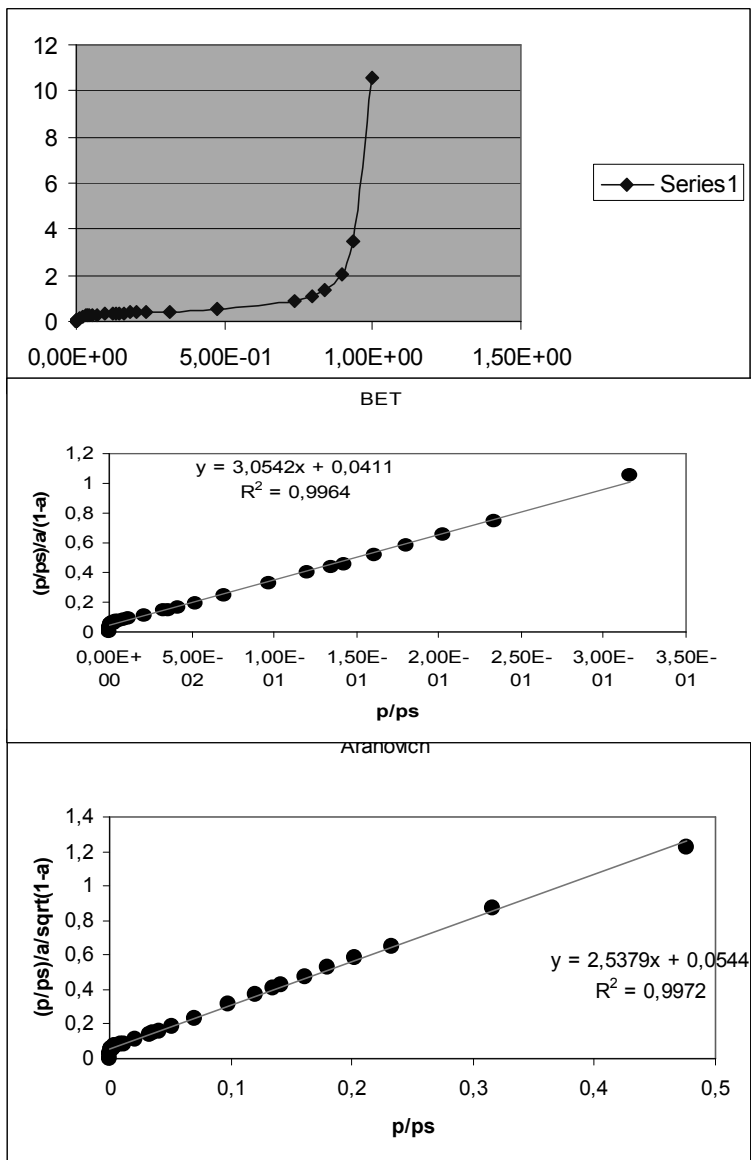 12
10
8
6
4
2
0
0,00E+00 5,00E-01 1,00E+00 1,50E+00
Series1
BET
y = 3,0542x + 0,0411
R² = 0,9964
(p/ps)/a/(1-a)
1,2
1
0,8
0,6
0,4
0,2
0
0,00E+ 5,00E- 1,00E- 1,50E- 2,00E- 2,50E- 3,00E- 3,50E-
00 02 01 01 01 01 01 01
p/ps
Aranovich
(p/ps)/a/sqrt(1-a)
1,4
1,2
1
0,8
0,6
0,4
0,2
0
y = 2,5379x + 0,0544
R² = 0,9972
0 0,1 0,2 0,3 0,4 0,5
p/ps